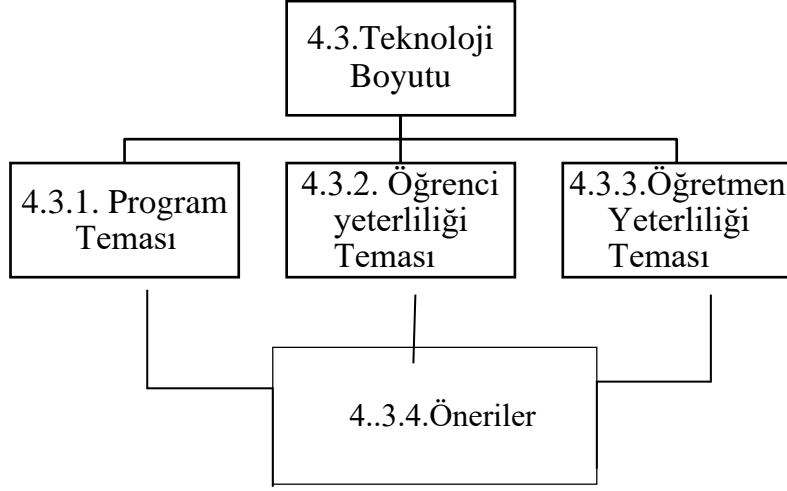 4.3.Teknoloji
Boyutu
4.3.1. Program
Teması
4.3.2. Öğrenci
yeterliliği
Teması
4.3.3.Öğretmen
Yeterliliği
Teması
4..3.4.Öneriler